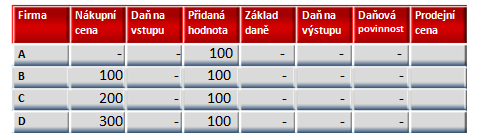 Firma Nákupní cena Daň na vstupu Přidaná hodnota Základ daně Daň na výstupu Daňová povinnost Prodejní cena
A - - 100 - - -
B 100 - 100 - - -
C 200 - 100 - - -
D 300 - 100 - - -